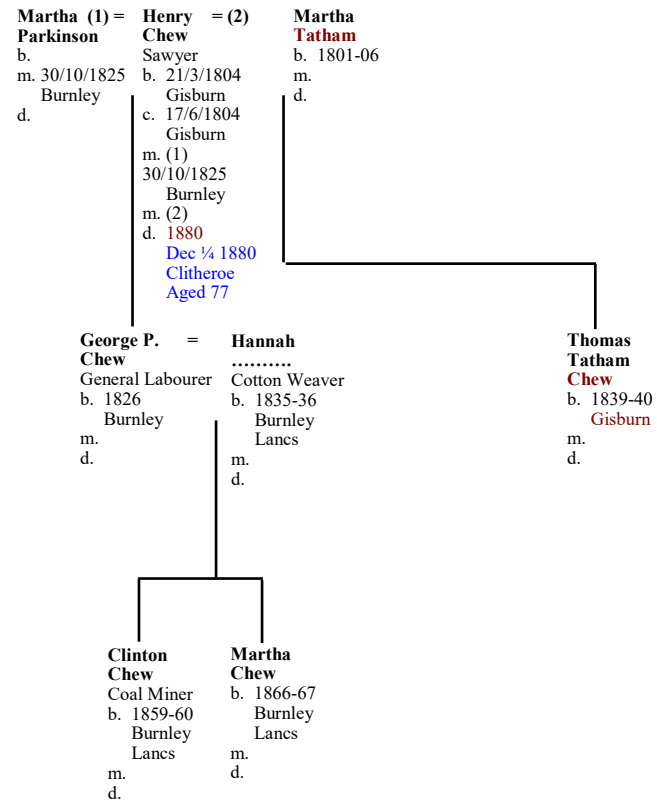 Martha (1) =
Parkinson
b.
m. 30/10/1825
Burnley
d.
Henry = (2)
Chew
Sawyer
b. 21/3/1804
Gisburn
c. 17/6/1804
Gisburn
m. (1)
30/10/1825
Burnley
m. (2)
d. 1880
Dec ¼ 1880
Clitheroe
Aged 77
Martha
Tatham
b. 1801-06
m.
d.
George P. =
Chew
General Labourer
b. 1826
Burnley
m.
d.
Hannah
……….
Cotton Weaver
b. 1835-36
Burnley
Lancs
m.
d.
Thomas
Tatham
Chew
b. 1839-40
Gisburn
m.
d.
Clinton
Chew
Coal Miner
b. 1859-60
Burnley
Lancs
m.
d.
Martha
Chew
b. 1866-67
Burnley
Lancs
m.
d.